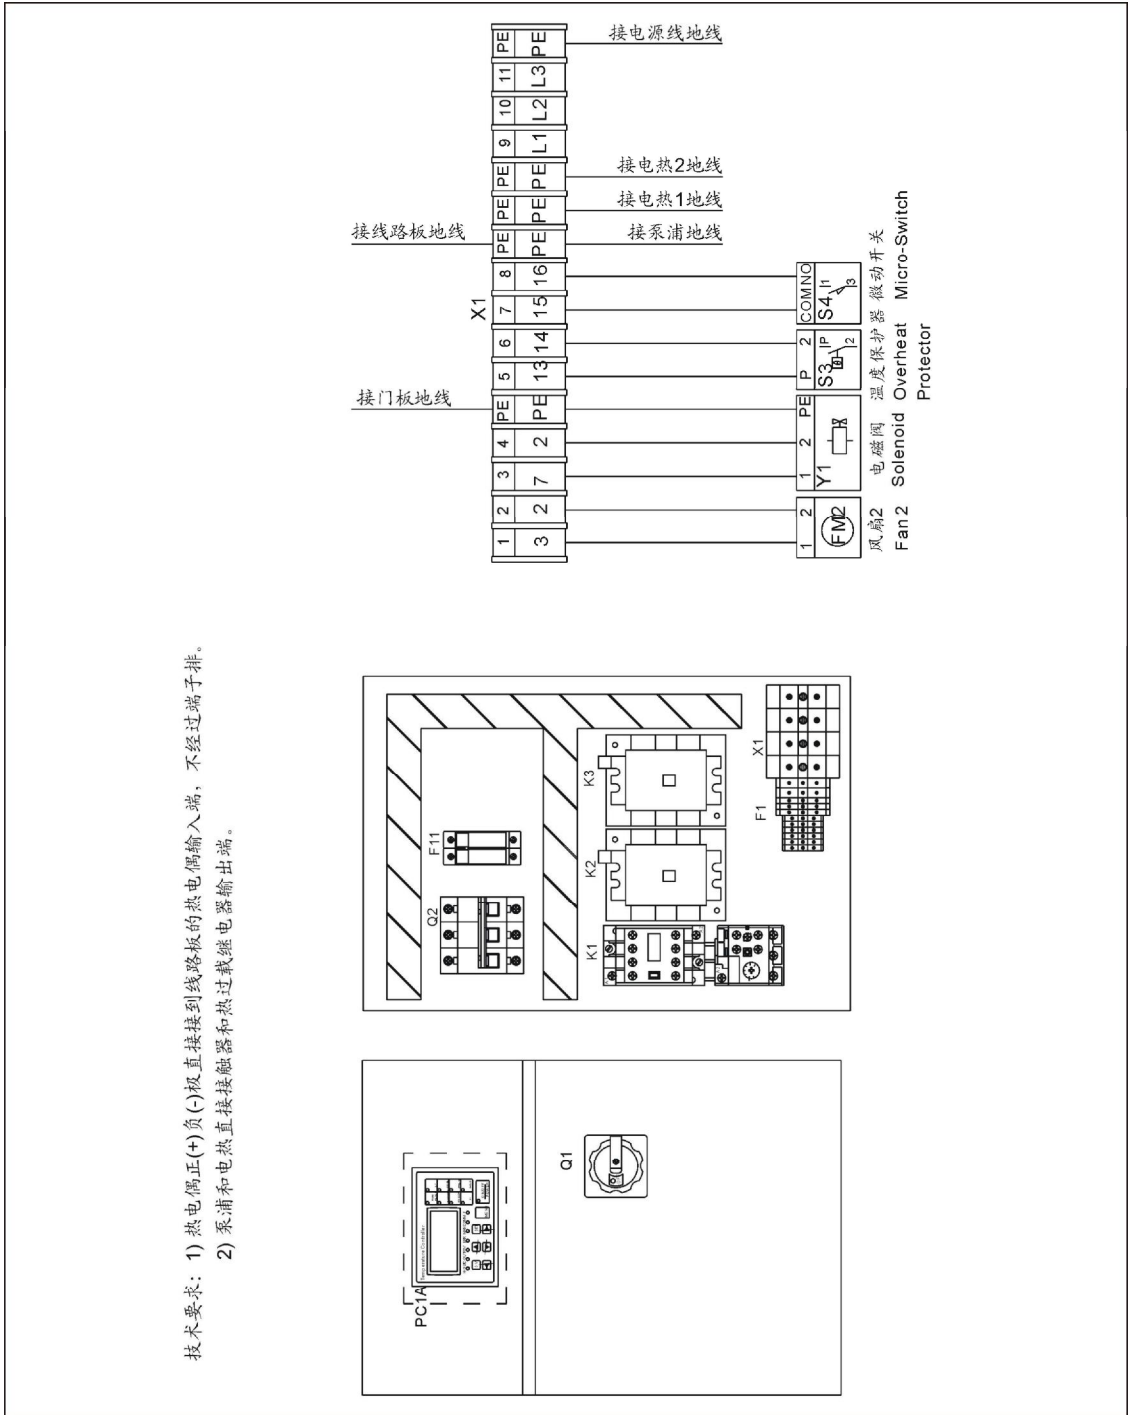 接电源线地线
接电热2地线
接电热1地线
接线路板地线
接泵浦地线
接门板地线
X1
PE PE
11 L3
10 L2
9 L1
PE PE
PE PE
PE PE
8 16
7 15
6 14
5 13
PE PE
4 2
3 7
2 2
1 3
COM NO
S4
1
3
微动开关
Micro-Switch
P 2
S3
P
2
温度保护器
Overheat
Protector
1 2 PE
Y1
电磁阀
Solenoid
1 2
FM2
风扇2
Fan 2
技术要求：1) 热电偶正(+)负(-)极直接接到线路板的热电偶输入端，不经过端子排。
2) 泵浦和电热直接接触器和热过载继电器输出端。
F11
Q2
K3
K2
K1
X1
F1
Q1
PC1A
Temperature Controller